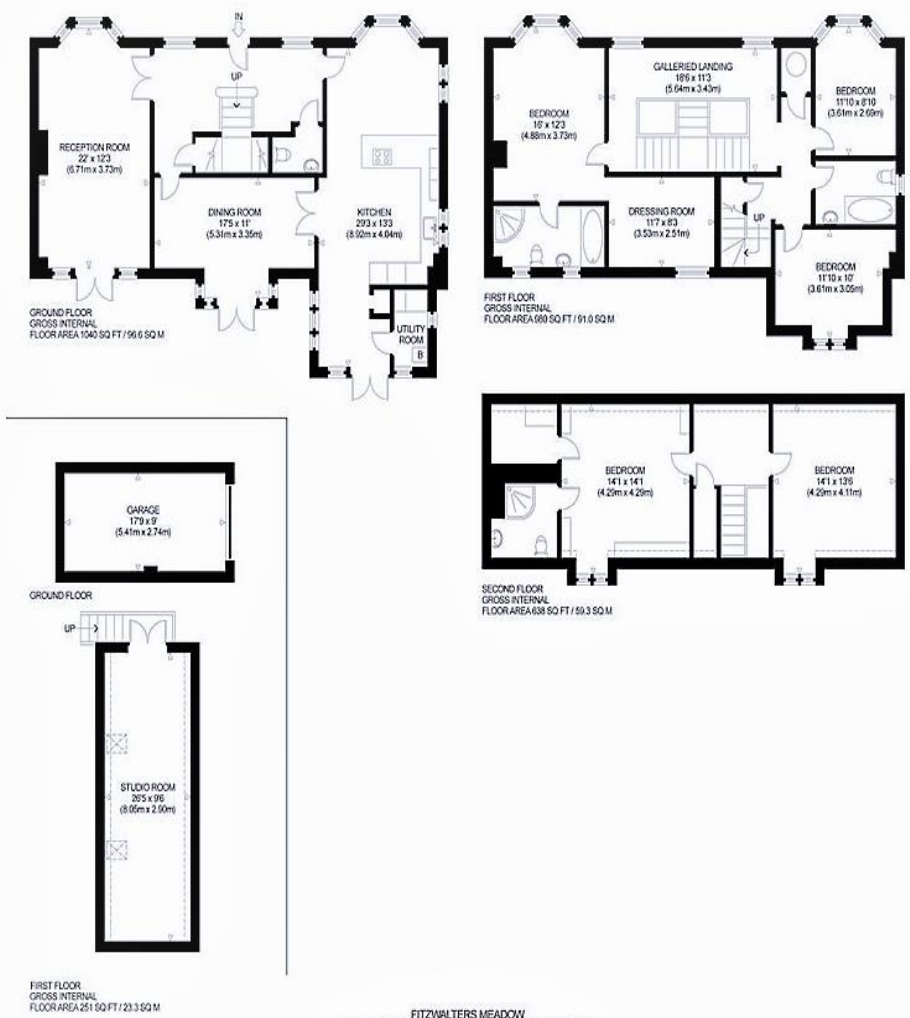 IN
UP
RECEPTION ROOM
22' x 12'3
(6.71m x 3.73m)
DINING ROOM
17'5 x 11'
(5.31m x 3.35m)
KITCHEN
29'3 x 13'3
(8.92m x 4.04m)
UTILITY
ROOM
B
GROUND FLOOR
GROSS INTERNAL
FLOOR AREA 1040 SQ FT / 96.6 SQ M
GALLERIED LANDING
18'6 x 11'3
(5.64m x 3.43m)
BEDROOM
16' x 12'3
(4.88m x 3.73m)
BEDROOM
11'10 x 8'10
(3.61m x 2.69m)
DRESSING ROOM
11'7 x 8'3
(3.53m x 2.51m)
UP
BEDROOM
11'10 x 10'
(3.61m x 3.05m)
FIRST FLOOR
GROSS INTERNAL
FLOOR AREA 980 SQ FT / 91.0 SQ M
GARAGE
17'9 x 9'
(5.41m x 2.74m)
GROUND FLOOR
BEDROOM
14'1 x 14'1
(4.29m x 4.29m)
BEDROOM
14'1 x 13'6
(4.29m x 4.11m)
SECOND FLOOR
GROSS INTERNAL
FLOOR AREA 638 SQ FT / 59.3 SQ M
UP
STUDIO ROOM
26'5 x 9'6
(8.05m x 2.90m)
FIRST FLOOR
GROSS INTERNAL
FLOOR AREA 251 SQ FT / 23.3 SQ M
FITZWALTERS MEADOW